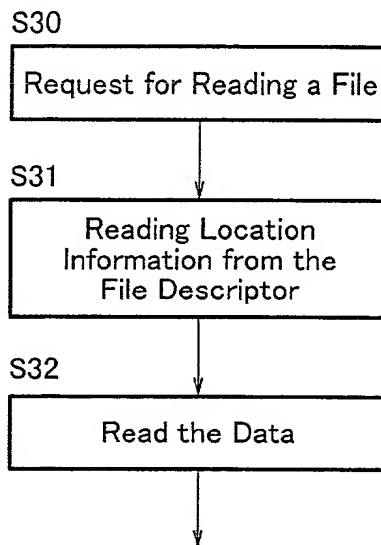 S30
Request for Reading a File
S31
Reading Location
Information from the
File Descriptor
S32
Read the Data